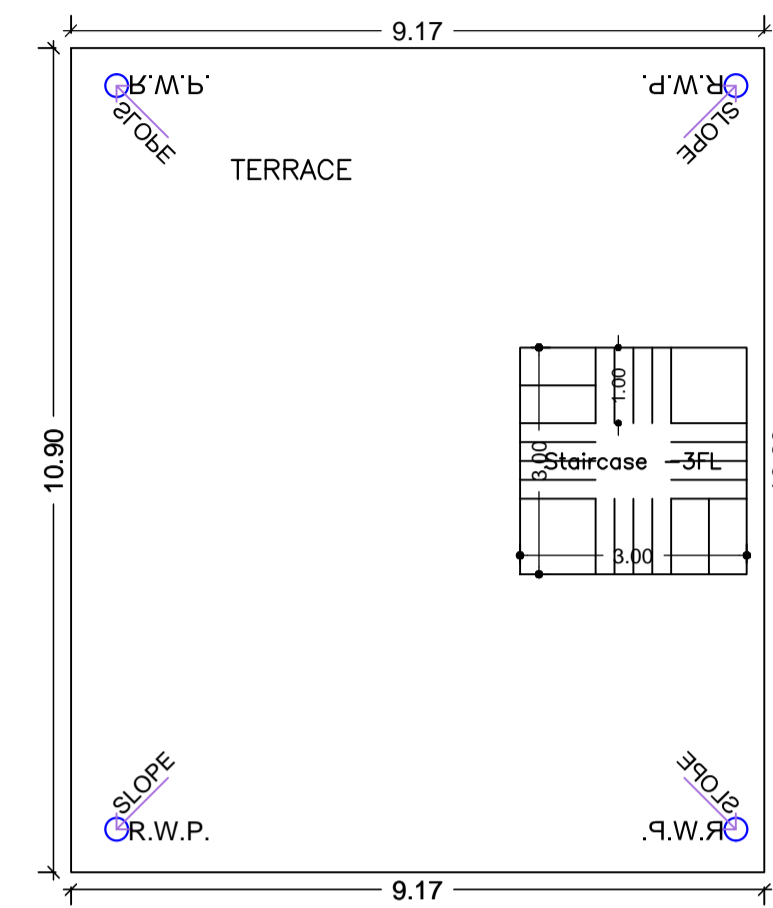 9.17
R.W.P.
R.W.P.
SLOPE
SLOPE
TERRACE
1.00
10.90
3.00
Staircase -3FL
3.00
SLOPE
SLOPE
R.W.P.
R.W.P.
9.17